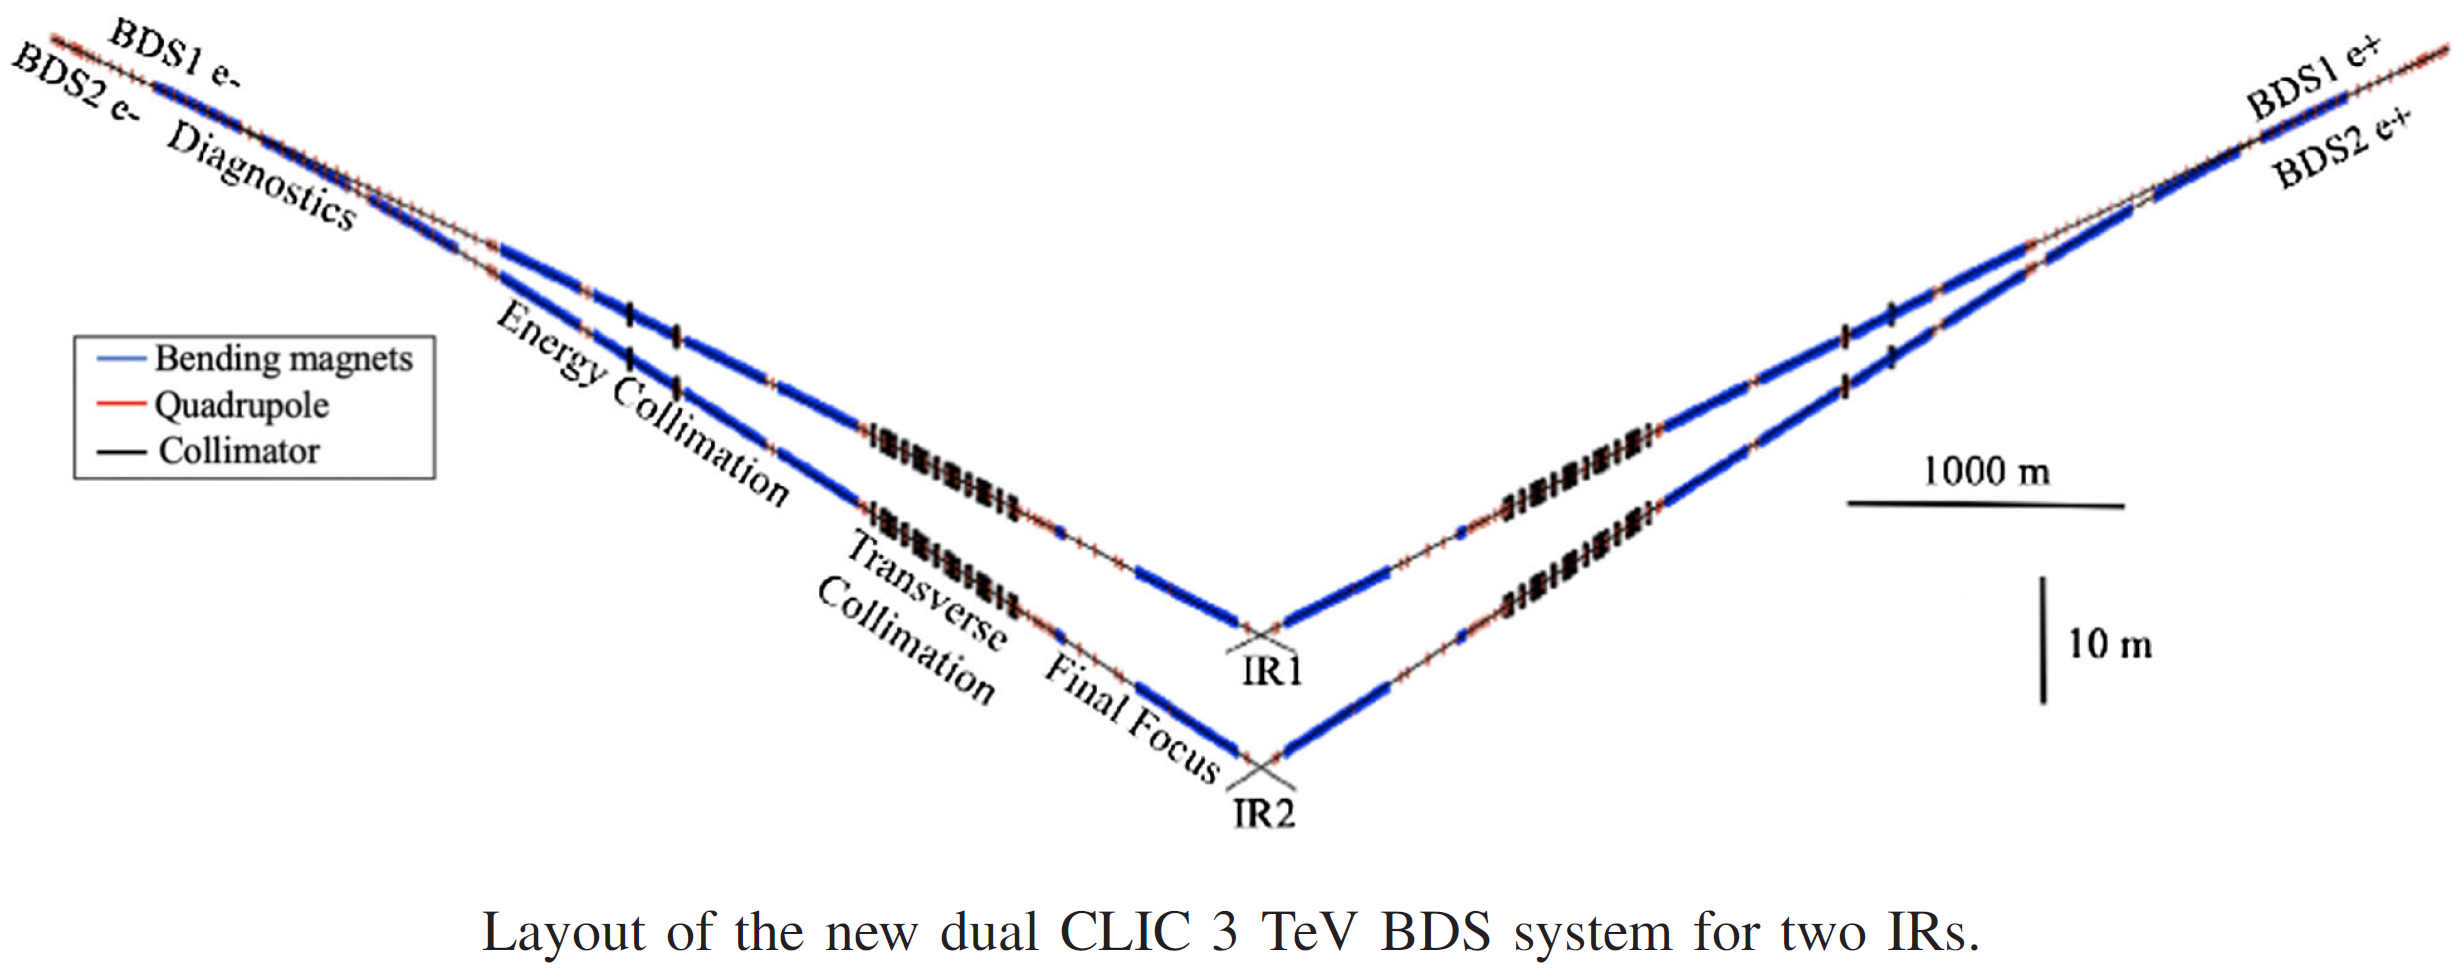 BDS1 e-
BDS2 e-
Diagnostics
Energy Collimation
Transverse
Collimation
Final Focus
IR1
IR2
BDS1 e+
BDS2 e+
Bending magnets
Quadrupole
Collimator
1000 m
10 m
Layout of the new dual CLIC 3 TeV BDS system for two IRs.